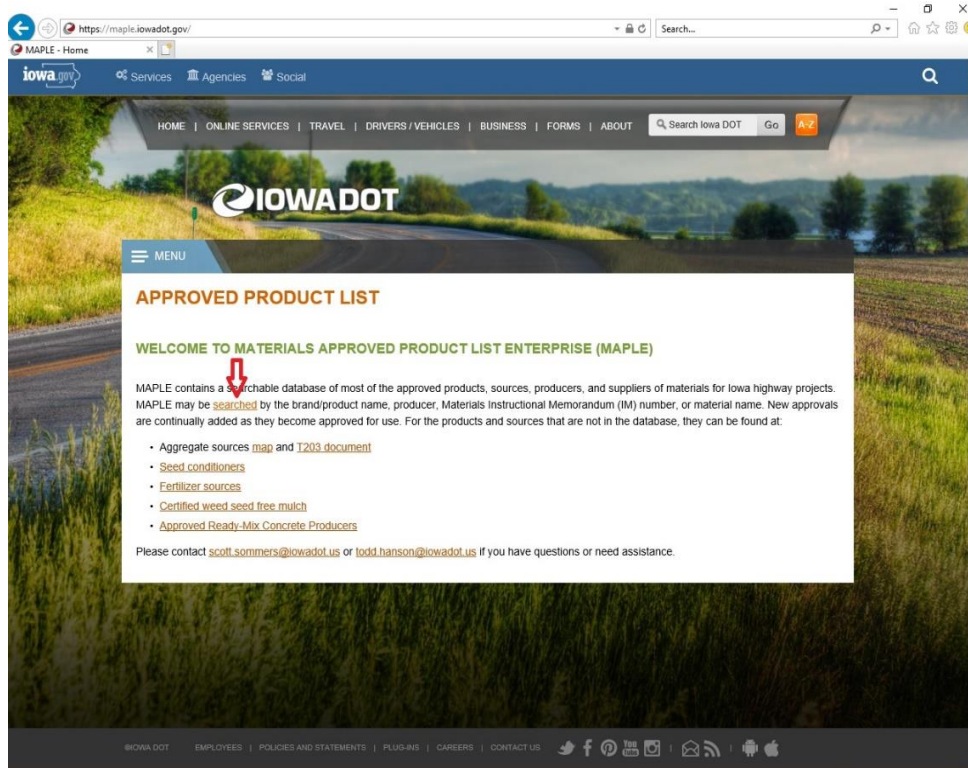 https://maple.iowadot.gov/
Search...
MAPLE - Home
iowa.gov
Services
Agencies
Social
HOME | ONLINE SERVICES | TRAVEL | DRIVERS / VEHICLES | BUSINESS | FORMS | ABOUT
Search Iowa DOT
Go
A-Z
IOWADOT
MENU
APPROVED PRODUCT LIST
WELCOME TO MATERIALS APPROVED PRODUCT LIST ENTERPRISE (MAPLE)
MAPLE contains a searchable database of most of the approved products, sources, producers, and suppliers of materials for Iowa highway projects.
MAPLE may be searched by the brand/product name, producer, Materials Instructional Memorandum (IM) number, or material name. New approvals
are continually added as they become approved for use. For the products and sources that are not in the database, they can be found at:
• Aggregate sources map and T203 document
• Seed conditioners
• Fertilizer sources
• Certified weed seed free mulch
• Approved Ready-Mix Concrete Producers
Please contact scott.sommers@iowadot.us or todd.hanson@iowadot.us if you have questions or need assistance.
©IOWA DOT
EMPLOYEES | POLICIES AND STATEMENTS | PLUG-INS | CAREERS | CONTACT US
You Tube